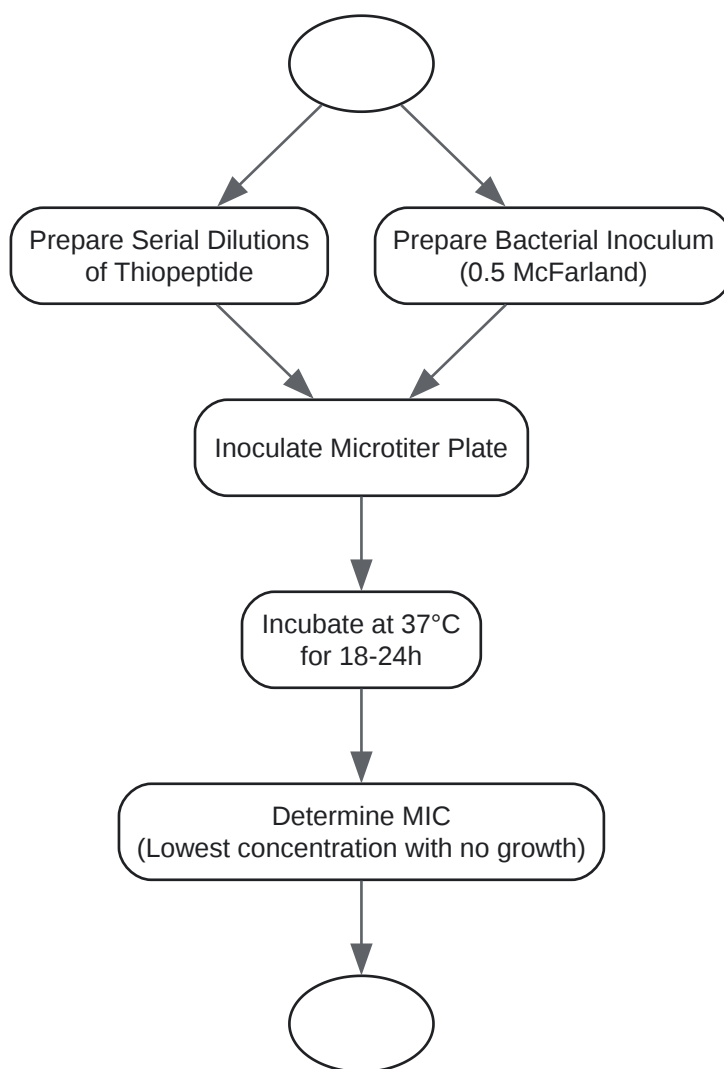 Prepare Serial Dilutions
of Thiopeptide
Prepare Bacterial Inoculum
(0.5 McFarland)
Inoculate Microtiter Plate
Incubate at 37°C
for 18-24h
Determine MIC
(Lowest concentration with no growth)